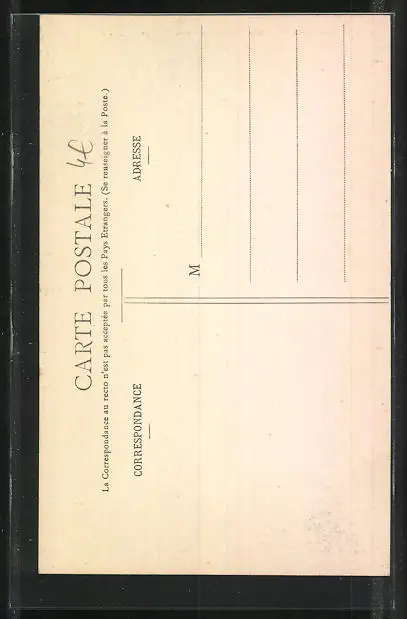 CARTE POSTALE 4€
La Correspondance au recto n'est pas acceptée par tous les Pays Etrangers. (Se renseigner à la Poste.)
CORRESPONDANCE
ADRESSE
M